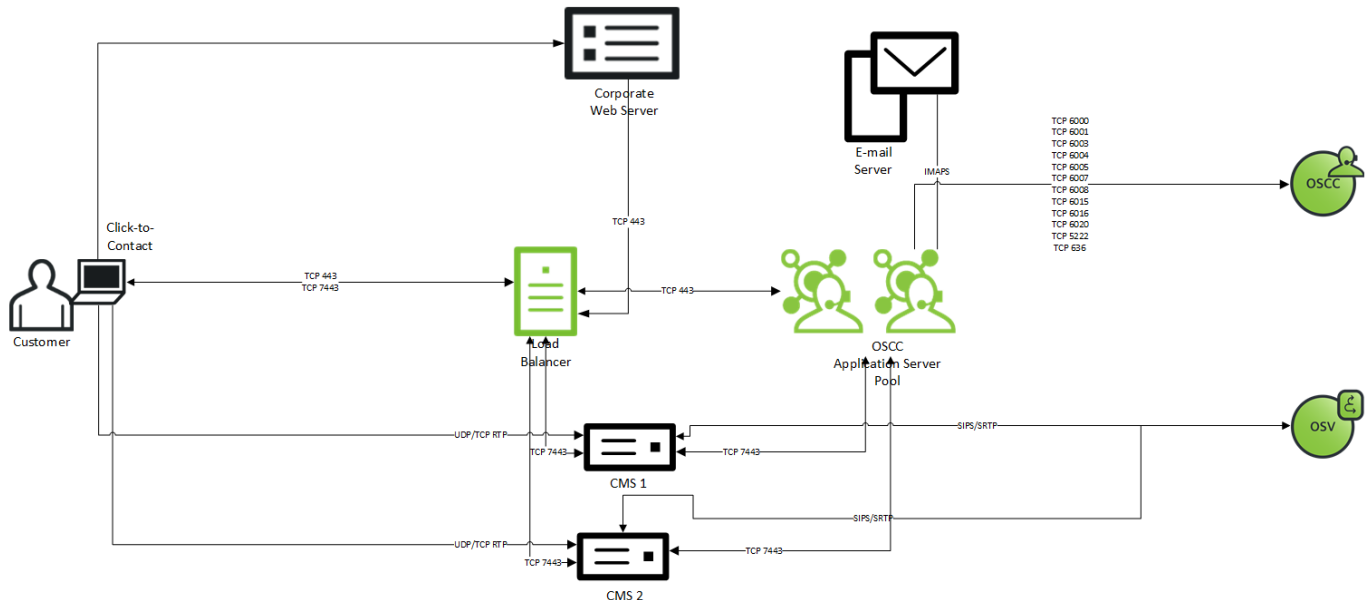 Corporate
Web Server
E-mail
Server
TCP 6000
TCP 6001
TCP 6003
TCP 6004
TCP 6005
TCP 6007
TCP 6008
TCP 6015
TCP 6016
TCP 6020
TCP 5222
TCP 636
IMAPS
OSCC
TCP 443
Click-to-
Contact
Customer
TCP 443
TCP 7443
Load
Balancer
TCP 443
OSCC
Application Server
Pool
UDP/TCP RTP
TCP 7443
CMS 1
TCP 7443
SIPS/SRTP
OSV
SIPS/SRTP
UDP/TCP RTP
TCP 7443
CMS 2
TCP 7443